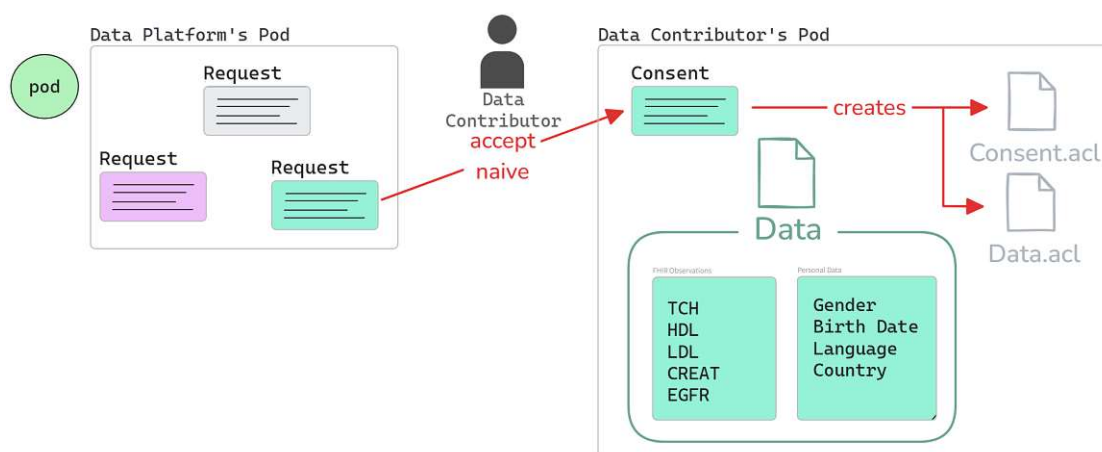 Data Platform's Pod
pod
Request
Request
Request
Data
Contributor
accept
naive
Data Contributor's Pod
Consent
creates
Consent.acl
Data.acl
Data
FHIR Observations
TCH
HDL
LDL
CREAT
EGFR
Personal Data
Gender
Birth Date
Language
Country